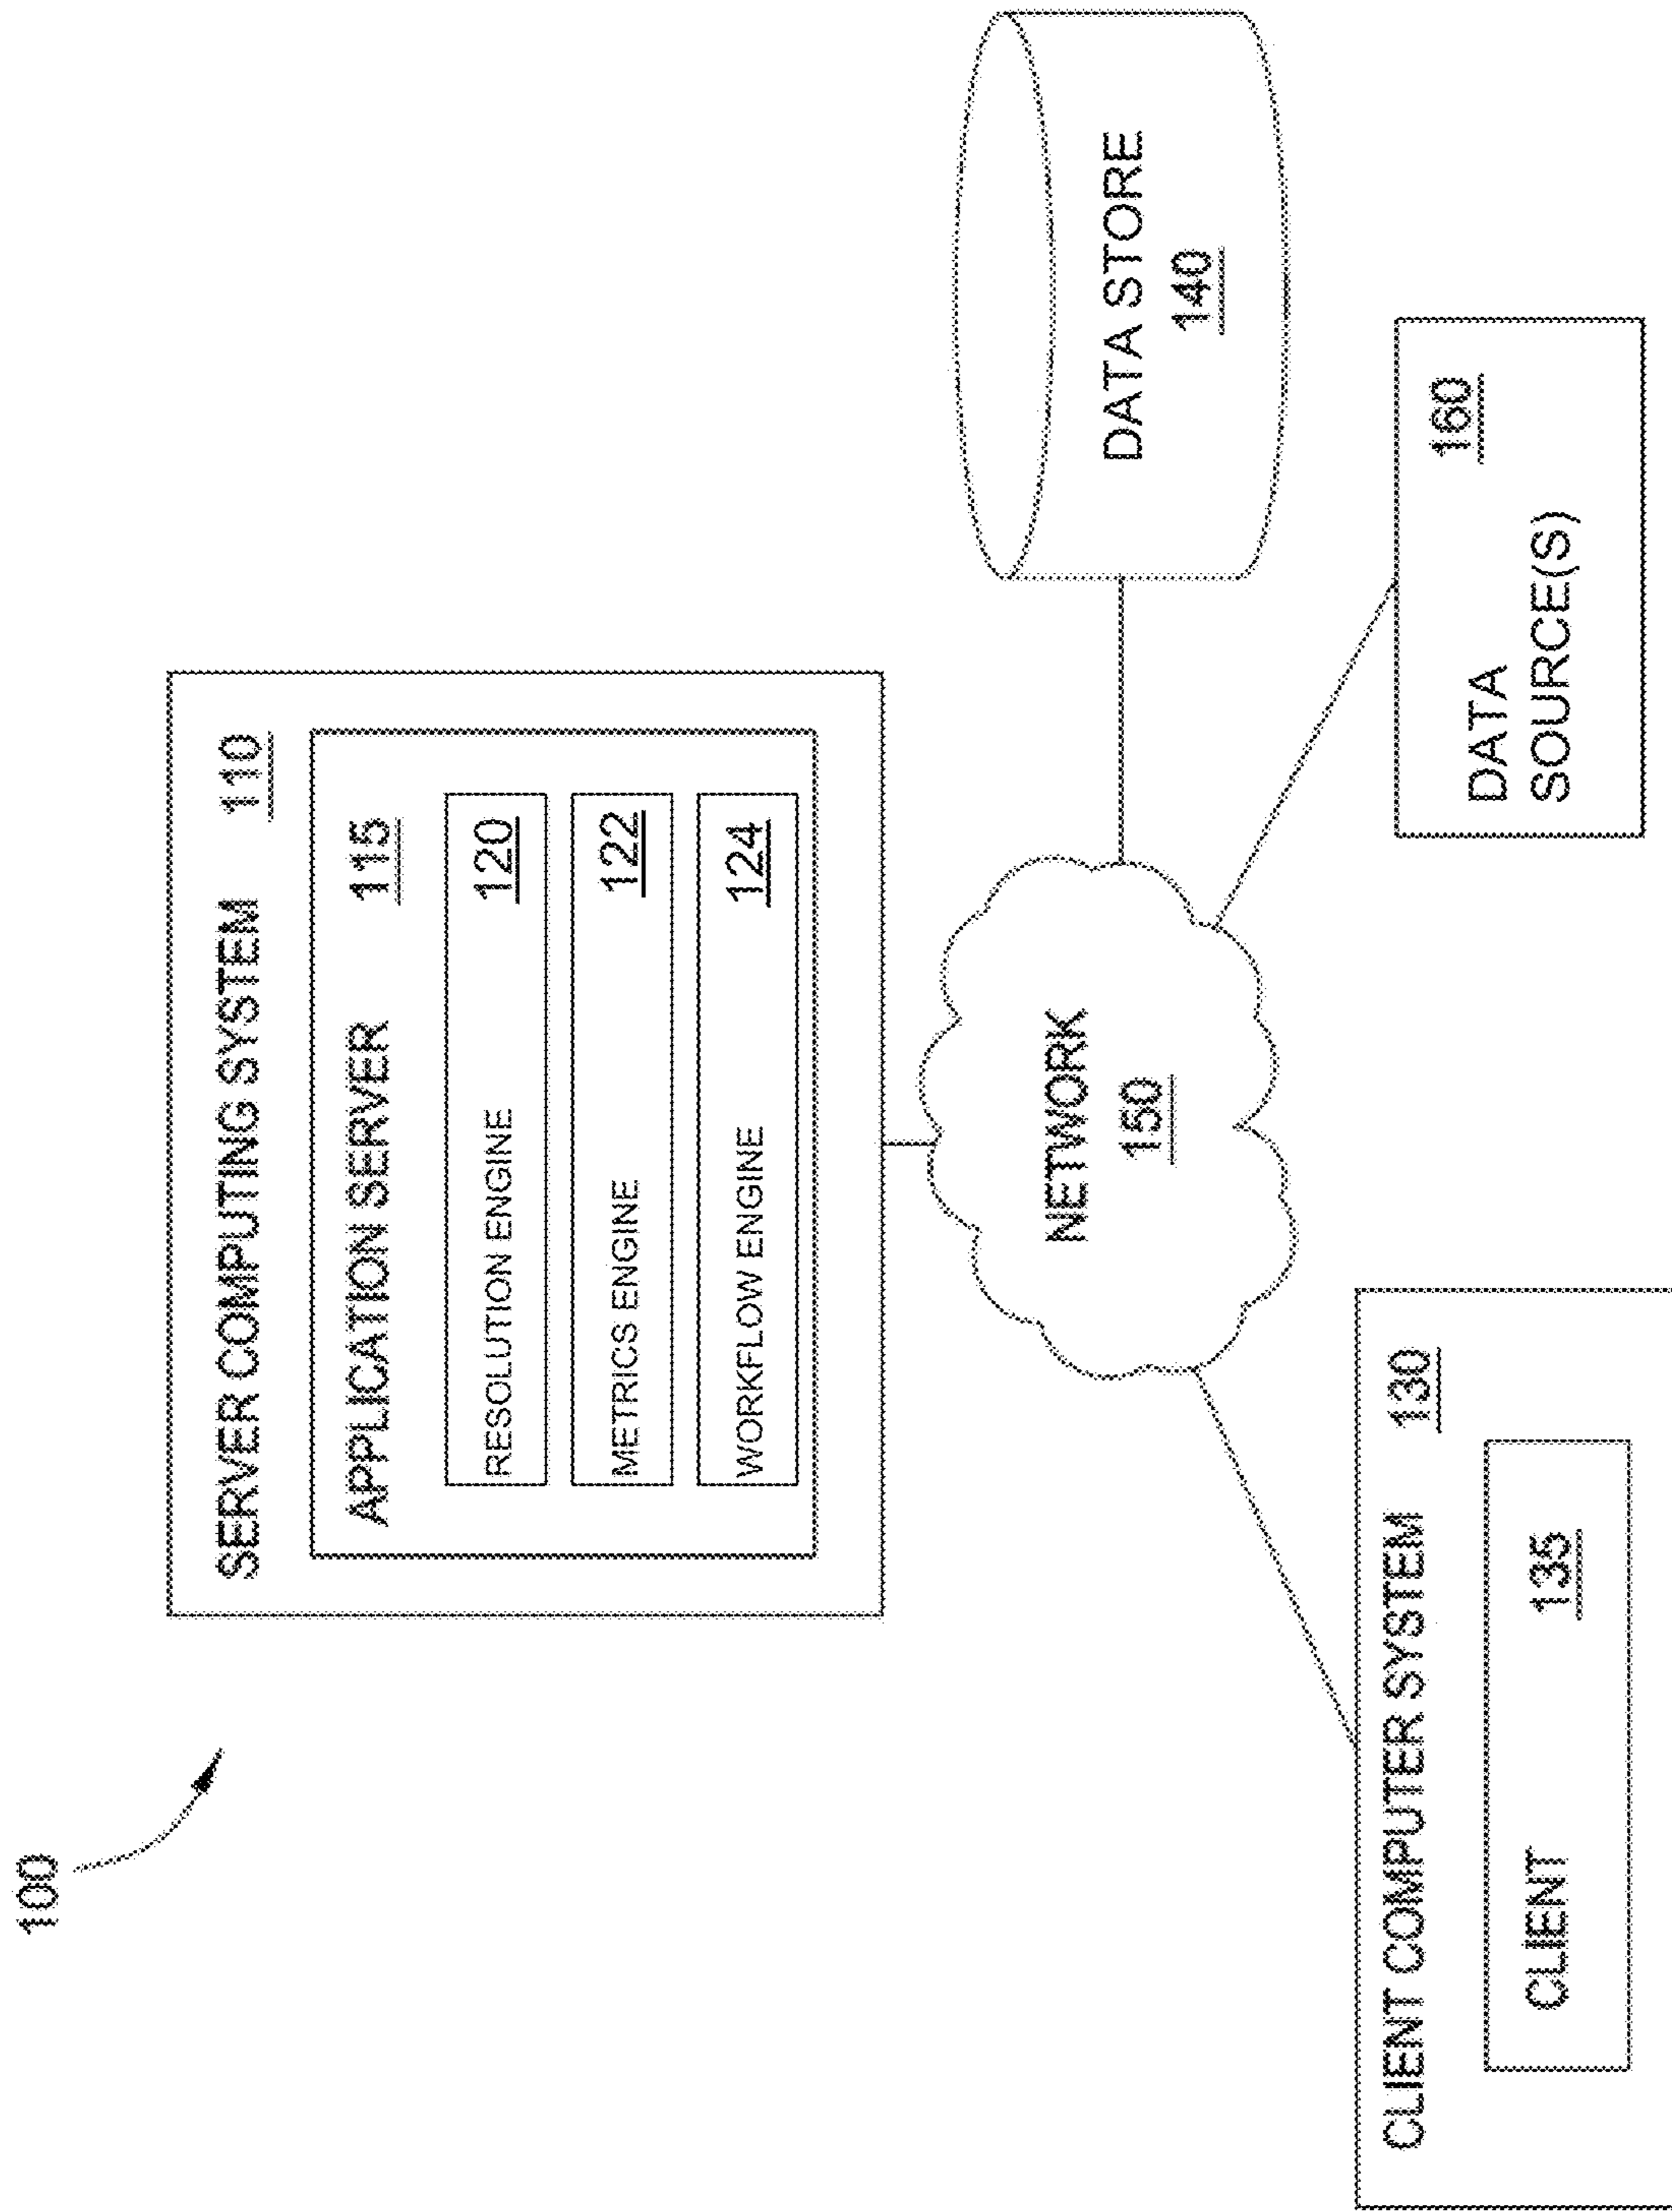 100
SERVER COMPUTING SYSTEM 110
APPLICATION SERVER 115
RESOLUTION ENGINE 120
METRICS ENGINE 122
WORKFLOW ENGINE 124
NETWORK
150
DATA STORE
140
CLIENT COMPUTER SYSTEM 130
CLIENT 135
160
DATA
SOURCE(S)